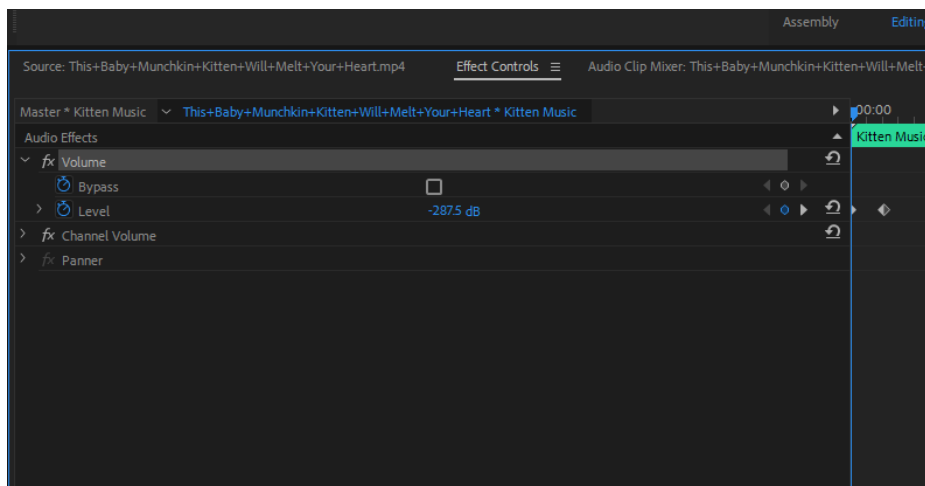 Assembly Editin
Source: This+Baby+Munchkin+Kitten+Will+Melt+Your+Heart.mp4 Effect Controls Audio Clip Mixer: This+Baby+Munchkin+Kitten+Will+Melt+
Master * Kitten Music This+Baby+Munchkin+Kitten+Will+Melt+Your+Heart * Kitten Music 00:00
Audio Effects Kitten Musi
fx Volume
Bypass
Level -287.5 dB
fx Channel Volume
fx Panner